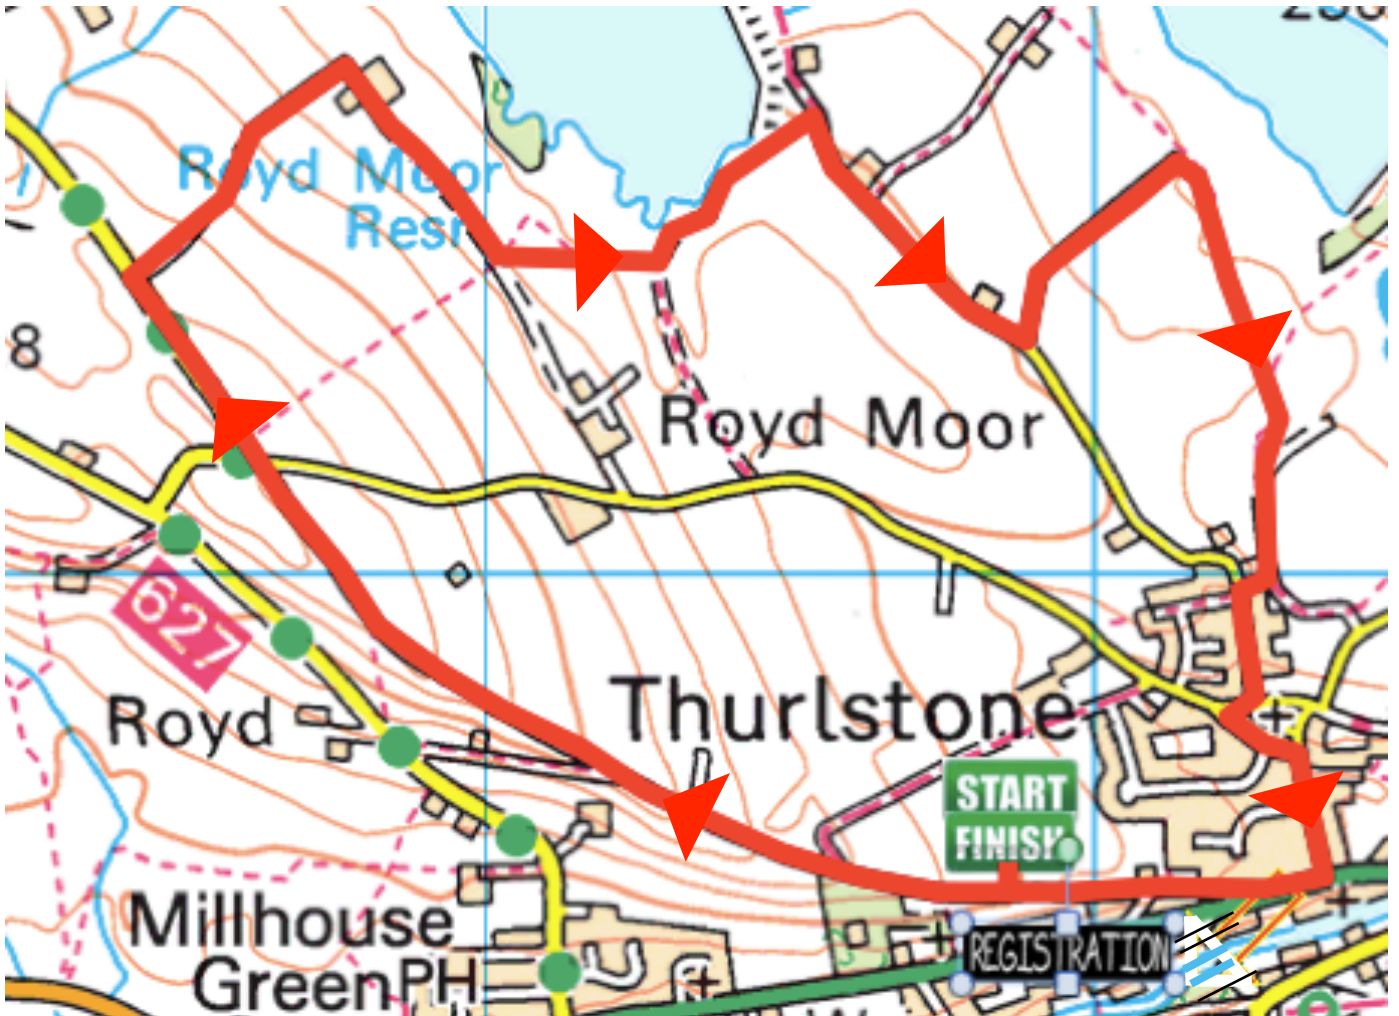 Royd Moor
Resr
8
Royd Moor
627
Royd
Thurlstone
START
FINISH
Millhouse
Green PH
REGISTRATION